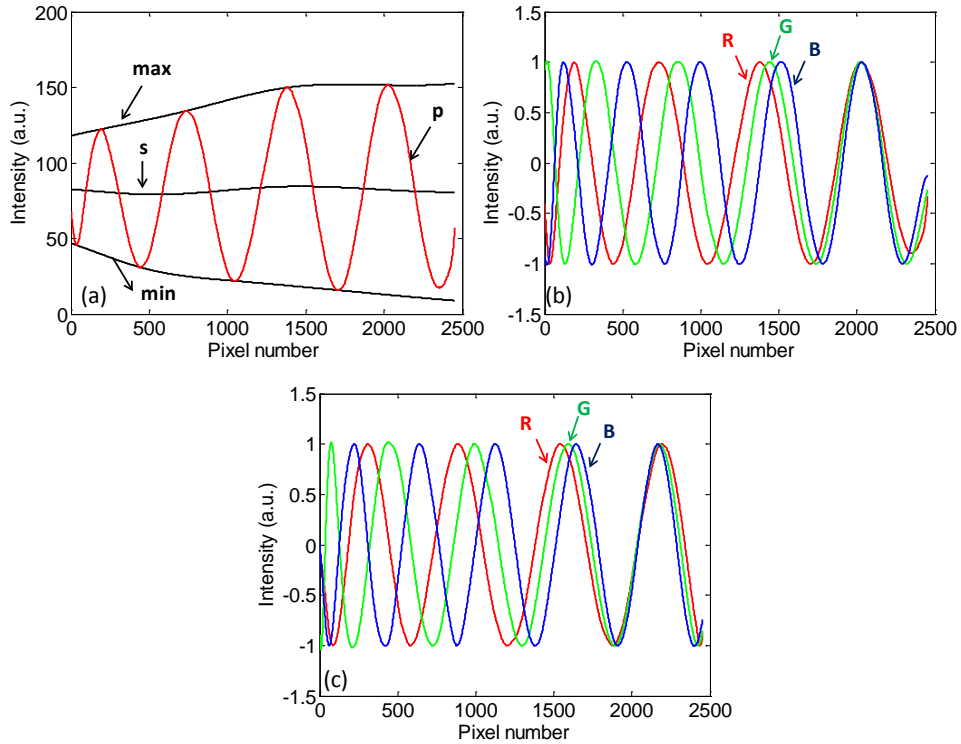 200
150
100
50
0
Intensity (a.u.)
max
s
p
min
(a)
0 500 1000 1500 2000 2500
Pixel number
1.5
1
0.5
0
-0.5
-1
-1.5
Intensity (a.u.)
R
G
B
(b)
0 500 1000 1500 2000 2500
Pixel number
1.5
1
0.5
0
-0.5
-1
-1.5
Intensity (a.u.)
R
G
B
(c)
0 500 1000 1500 2000 2500
Pixel number